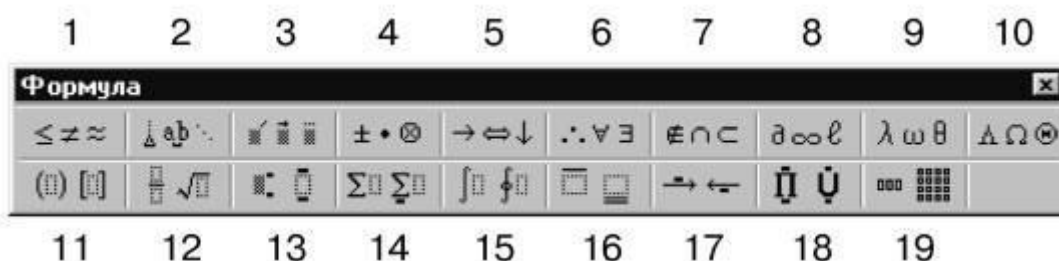 1 2 3 4 5 6 7 8 9 10
Формула
≤ ≠ ≈ ab ± • ⊗ → ⇔ ↓ ∴ ∀ ∃ ∉ ∩ ⊂ ∂ ∞ ℓ λ ω θ Λ Ω Θ
(▯) [▯] √▯ Σ▯ Σ▯ ∫▯ ∮▯ → ← Π Ụ
11 12 13 14 15 16 17 18 19